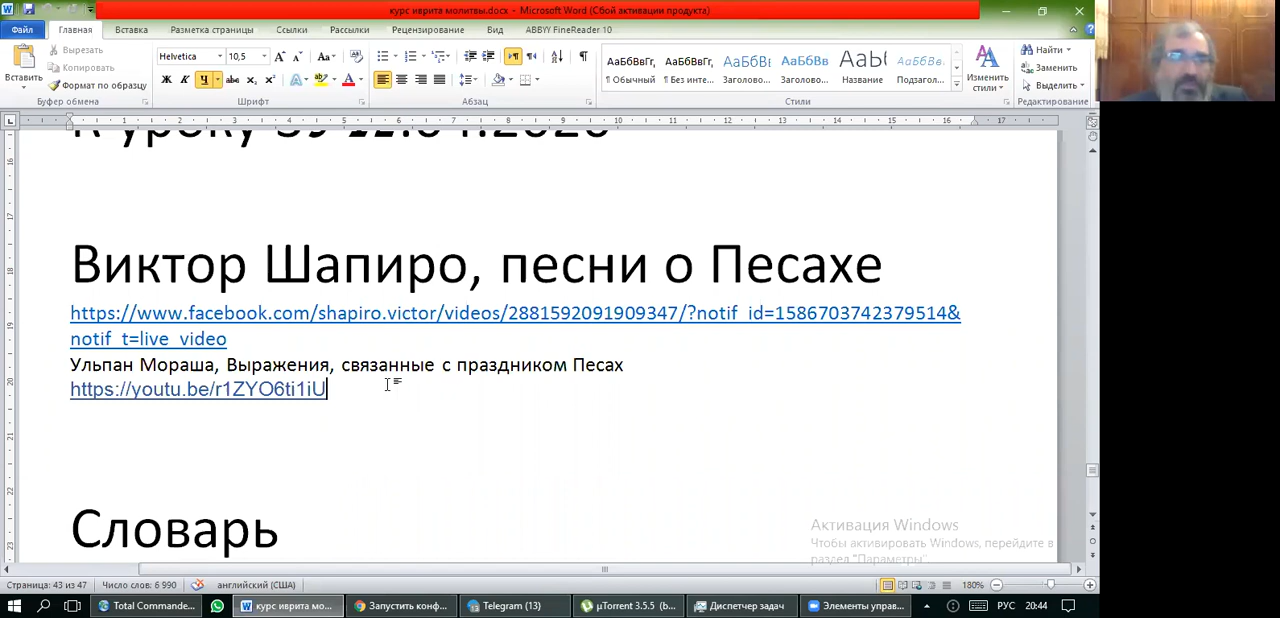 курс иврита молитвы.docx - Microsoft Word (Сбой активации продукта)
Файл Главная Вставка Разметка страницы Ссылки Рассылки Рецензирование Вид ABBYY FineReader 10
Вставить
Вырезать
Копировать
Формат по образцу
Буфер обмена
Helvetica 10,5
Шрифт
Абзац
АаБбВвГг, АаБбВвГг, АаБбВі АаБбВв АаБl АаБбВв.
¶ Обычный ¶ Без инте... Заголово... Заголово... Название Подзагол...
Стили
Изменить стили
Найти
Заменить
Выделить
Редактирование
Виктор Шапиро, песни о Песахе
https://www.facebook.com/shapiro.victor/videos/2881592091909347/?notif_id=1586703742379514&
notif_t=live_video
Ульпан Мораша, Выражения, связанные с праздником Песах
https://youtu.be/r1ZYO6ti1iU
Словарь
Активация Windows
Чтобы активировать Windows, перейдите в
раздел "Параметры".
Страница: 43 из 47 Число слов: 6 990 английский (США) 180%
Total Commande... курс иврита мо... Запустить конф... Telegram (13) µTorrent 3.5.5 (b... Диспетчер задач Элементы управ... РУС 20:44